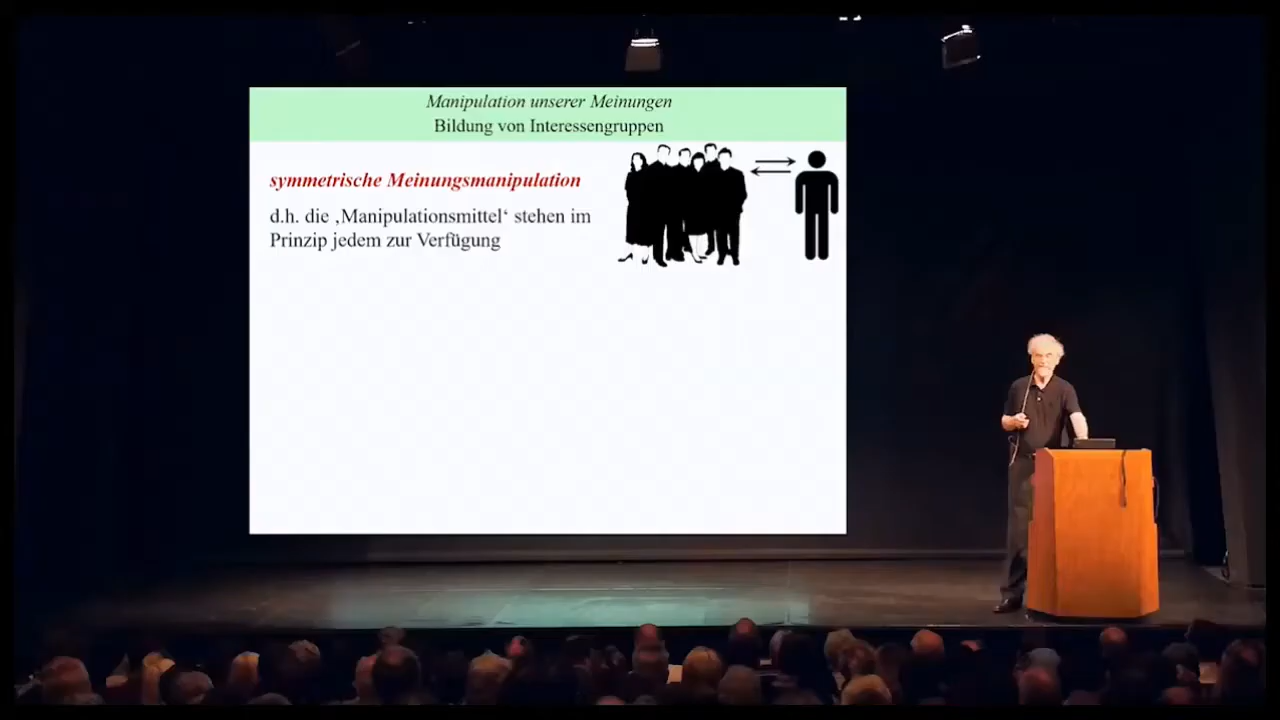 Manipulation unserer Meinungen
Bildung von Interessengruppen
symmetrische Meinungsmanipulation
d.h. die ‚Manipulationsmittel‘ stehen im
Prinzip jedem zur Verfügung